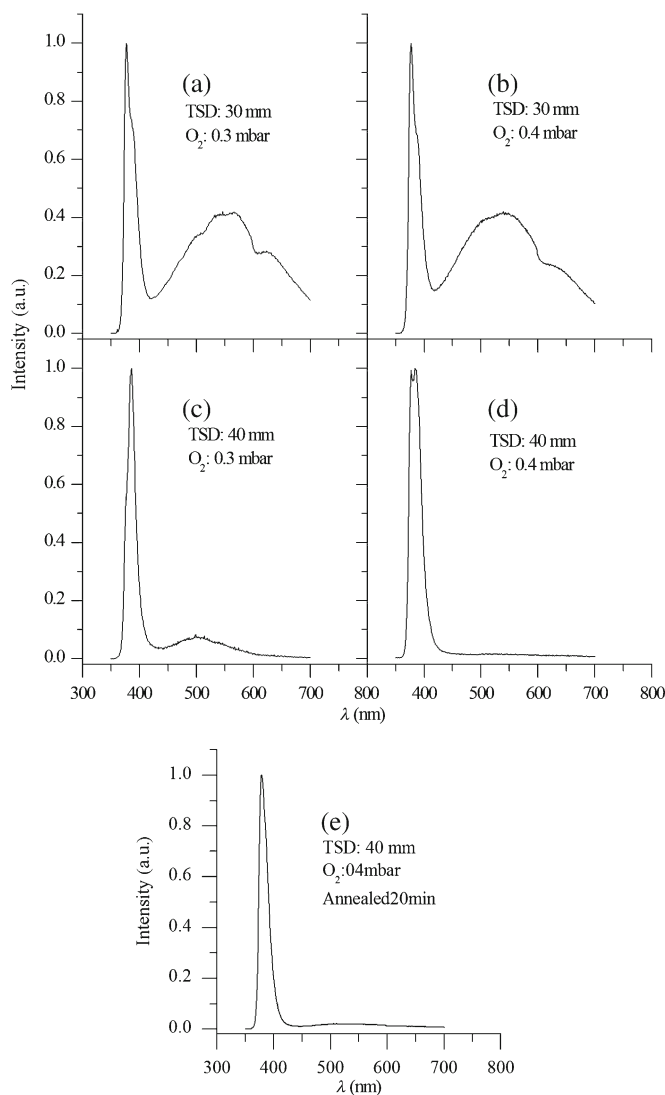 (a)
TSD: 30 mm
O₂: 0.3 mbar
(b)
TSD: 30 mm
O₂: 0.4 mbar
1.0
0.8
0.6
0.4
0.2
0.0
Intensity (a.u.)
(c)
TSD: 40 mm
O₂: 0.3 mbar
(d)
TSD: 40 mm
O₂: 0.4 mbar
1.0
0.8
0.6
0.4
0.2
0.0
300 400 500 600 700 300 400 500 600 700 800
λ (nm)
(e)
TSD: 40 mm
O₂:04mbar
Annealed20min
1.0
0.8
0.6
0.4
0.2
0.0
Intensity (a.u.)
300 400 500 600 700 800
λ (nm)